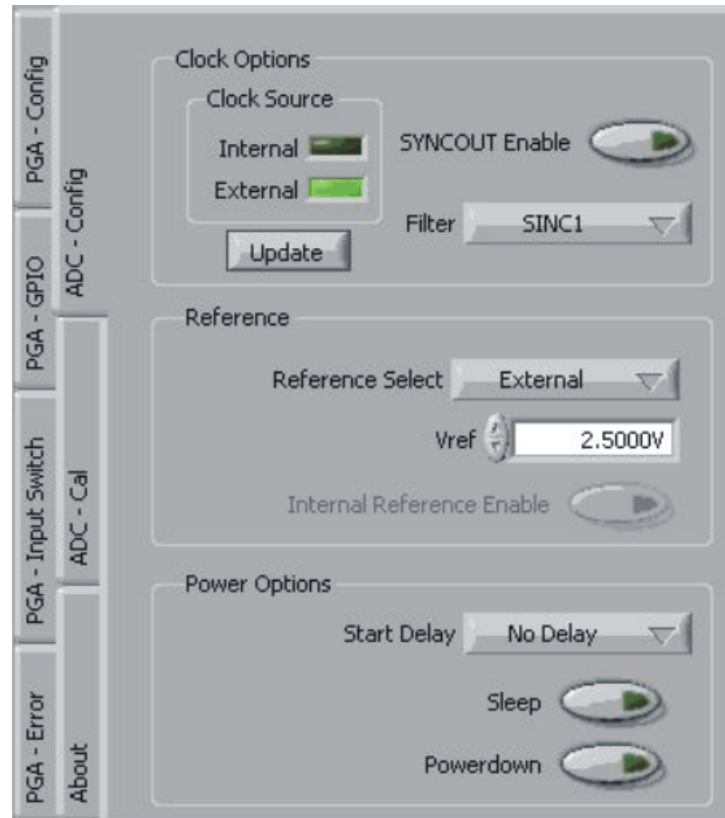 PGA - Config
PGA - GPIO
PGA - Input Switch
PGA - Error
ADC - Config
ADC - Cal
About
Clock Options
Clock Source
Internal
External
Update
SYNCOUT Enable
Filter SINC1
Reference
Reference Select External
Vref 2.5000V
Internal Reference Enable
Power Options
Start Delay No Delay
Sleep
Powerdown